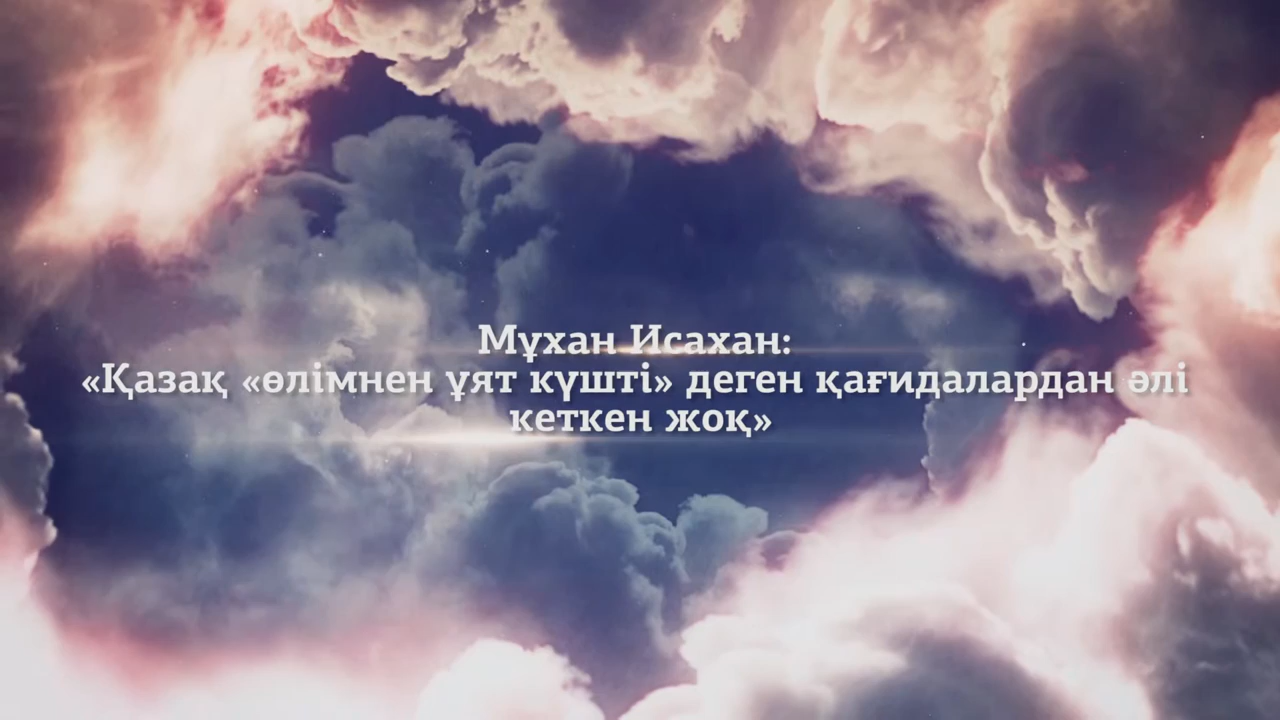 Мұхан Исахан:
«Қазақ «өлімнен ұят күшті» деген қағидалардан әлі
кеткен жоқ»